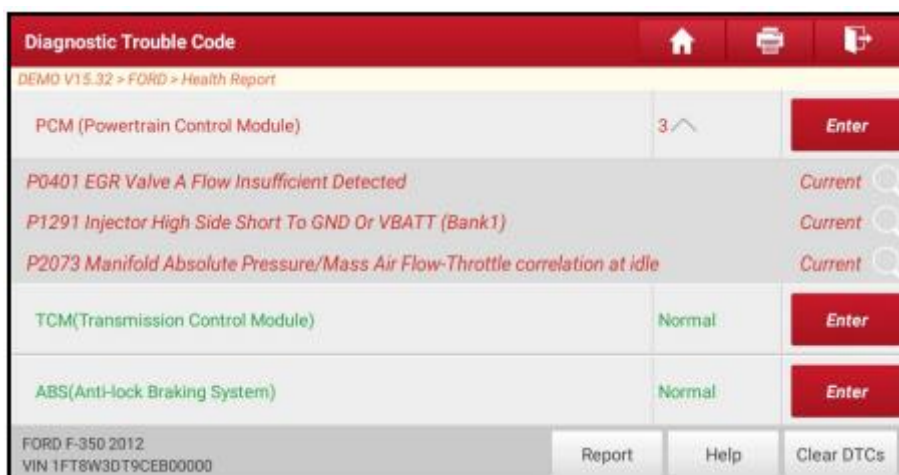 Diagnostic Trouble Code
DEMO V15.32 > FORD > Health Report
PCM (Powertrain Control Module) 3 Enter
P0401 EGR Valve A Flow Insufficient Detected Current
P1291 Injector High Side Short To GND Or VBATT (Bank1) Current
P2073 Manifold Absolute Pressure/Mass Air Flow-Throttle correlation at idle Current
TCM(Transmission Control Module) Normal Enter
ABS(Anti-lock Braking System) Normal Enter
FORD F-350 2012
VIN 1FT8W3DT9CEB00000
Report Help Clear DTCs